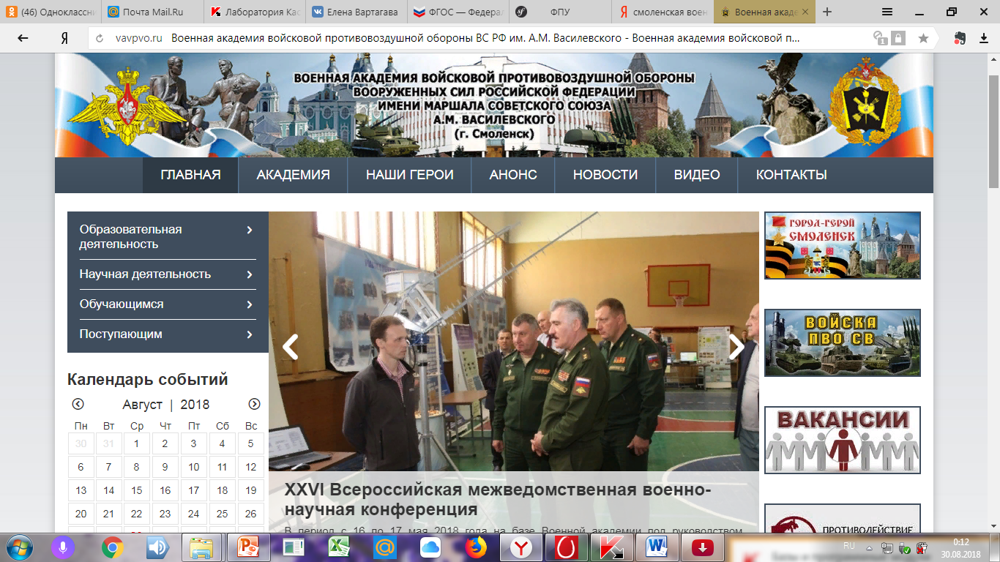 (46) Одноклассни
Почта Mail.Ru
Лаборатория Кас
Елена Вартагава
ФГОС — Федерал
ФПУ
смоленская воен
Военная акаде
vavpvo.ru Военная академия войсковой противовоздушной обороны ВС РФ им. А.М. Василевского - Военная академия войсковой п...
ВОЕННАЯ АКАДЕМИЯ ВОЙСКОВОЙ ПРОТИВОВОЗДУШНОЙ ОБОРОНЫ
ВООРУЖЕННЫХ СИЛ РОССИЙСКОЙ ФЕДЕРАЦИИ
ИМЕНИ МАРШАЛА СОВЕТСКОГО СОЮЗА
А.М. ВАСИЛЕВСКОГО
(г. Смоленск)
ГЛАВНАЯ АКАДЕМИЯ НАШИ ГЕРОИ АНОНС НОВОСТИ ВИДЕО КОНТАКТЫ
Образовательная
деятельность
Научная деятельность
Обучающимся
Поступающим
Календарь событий
Август | 2018
Пн Вт Ср Чт Пт Сб Вс
30 31 1 2 3 4 5
6 7 8 9 10 11 12
13 14 15 16 17 18 19
20 21 22 23 24 25 26
XXVI Всероссийская межведомственная военно-
научная конференция
В период с 16 по 17 мая 2018 года на базе Военной академии под руководством
ГОРОД-ГЕРОЙ
СМОЛЕНСК
ВОЙСКА
ПВО СВ
ВАКАНСИИ
ПРОТИВОДЕЙСТВИЕ
RU
0:12
30.08.2018